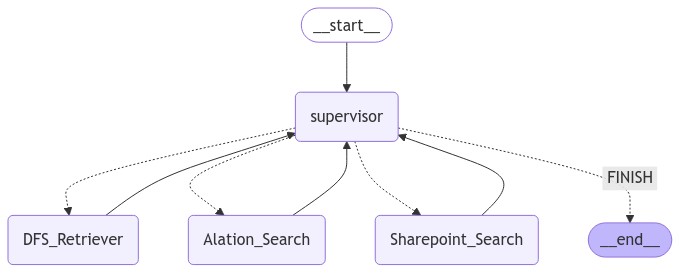 __start__
supervisor
FINISH
DFS_Retriever
Alation_Search
Sharepoint_Search
__end__